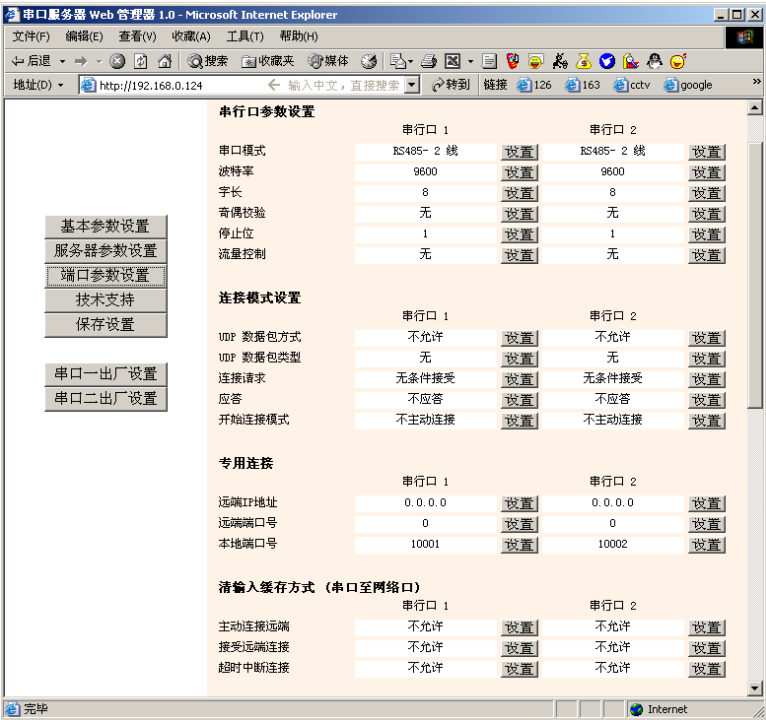 串口服务器 Web 管理器 1.0 - Microsoft Internet Explorer
文件(F) 编辑(E) 查看(V) 收藏(A) 工具(T) 帮助(H)
后退 搜索 收藏夹 媒体
地址(D) http://192.168.0.124 输入中文，直接搜索 转到 链接 126 163 cctv google »
基本参数设置
服务器参数设置
端口参数设置
技术支持
保存设置
串口一出厂设置
串口二出厂设置
串行口参数设置
串行口 1 串行口 2
串口模式 RS485- 2 线 设置 RS485- 2 线 设置
波特率 9600 设置 9600 设置
字长 8 设置 8 设置
奇偶校验 无 设置 无 设置
停止位 1 设置 1 设置
流量控制 无 设置 无 设置
连接模式设置
串行口 1 串行口 2
UDP 数据包方式 不允许 设置 不允许 设置
UDP 数据包类型 无 设置 无 设置
连接请求 无条件接受 设置 无条件接受 设置
应答 不应答 设置 不应答 设置
开始连接模式 不主动连接 设置 不主动连接 设置
专用连接
串行口 1 串行口 2
远端IP地址 0.0.0.0 设置 0.0.0.0 设置
远端端口号 0 设置 0 设置
本地端口号 10001 设置 10002 设置
清输入缓存方式 (串口至网络口)
串行口 1 串行口 2
主动连接远端 不允许 设置 不允许 设置
接受远端连接 不允许 设置 不允许 设置
超时中断连接 不允许 设置 不允许 设置
完毕 Internet